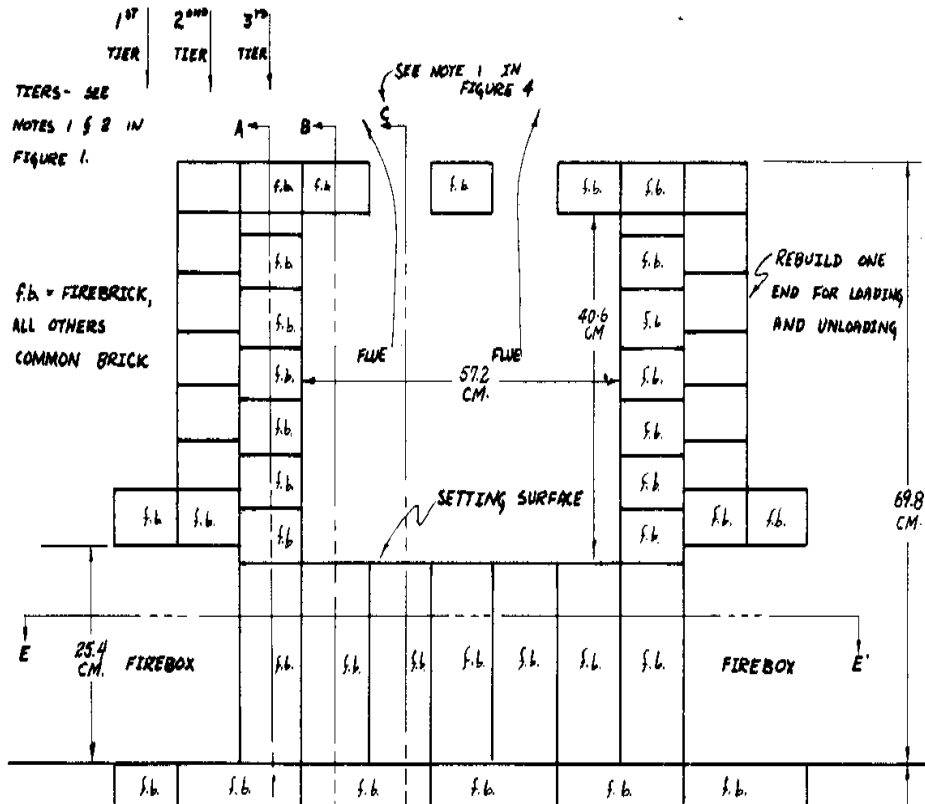 1ST TIER
2ND TIER
3RD TIER
TIERS- SEE
NOTES 1 & 2 IN
FIGURE 1.
SEE NOTE 1 IN
FIGURE 4
A
B
C
f.b. f.b f.b f.b. f.b.
f.b. = FIREBRICK,
ALL OTHERS
COMMON BRICK
REBUILD ONE
END FOR LOADING
AND UNLOADING
f.b. f.b.
f.b. f.b
40.6
CM
FLUE FLUE
57.2
CM.
f.b. f.b.
f.b. f.b.
f.b. f.b.
SETTING SURFACE
f.b. f.b. f.b f.b. f.b. f.b.
69.8
CM.
E
E'
25.4
CM.
FIREBOX
f.b. f.b. f.b. f.b. f.b. f.b. f.b.
FIREBOX
f.b. f.b. f.b. f.b. f.b.